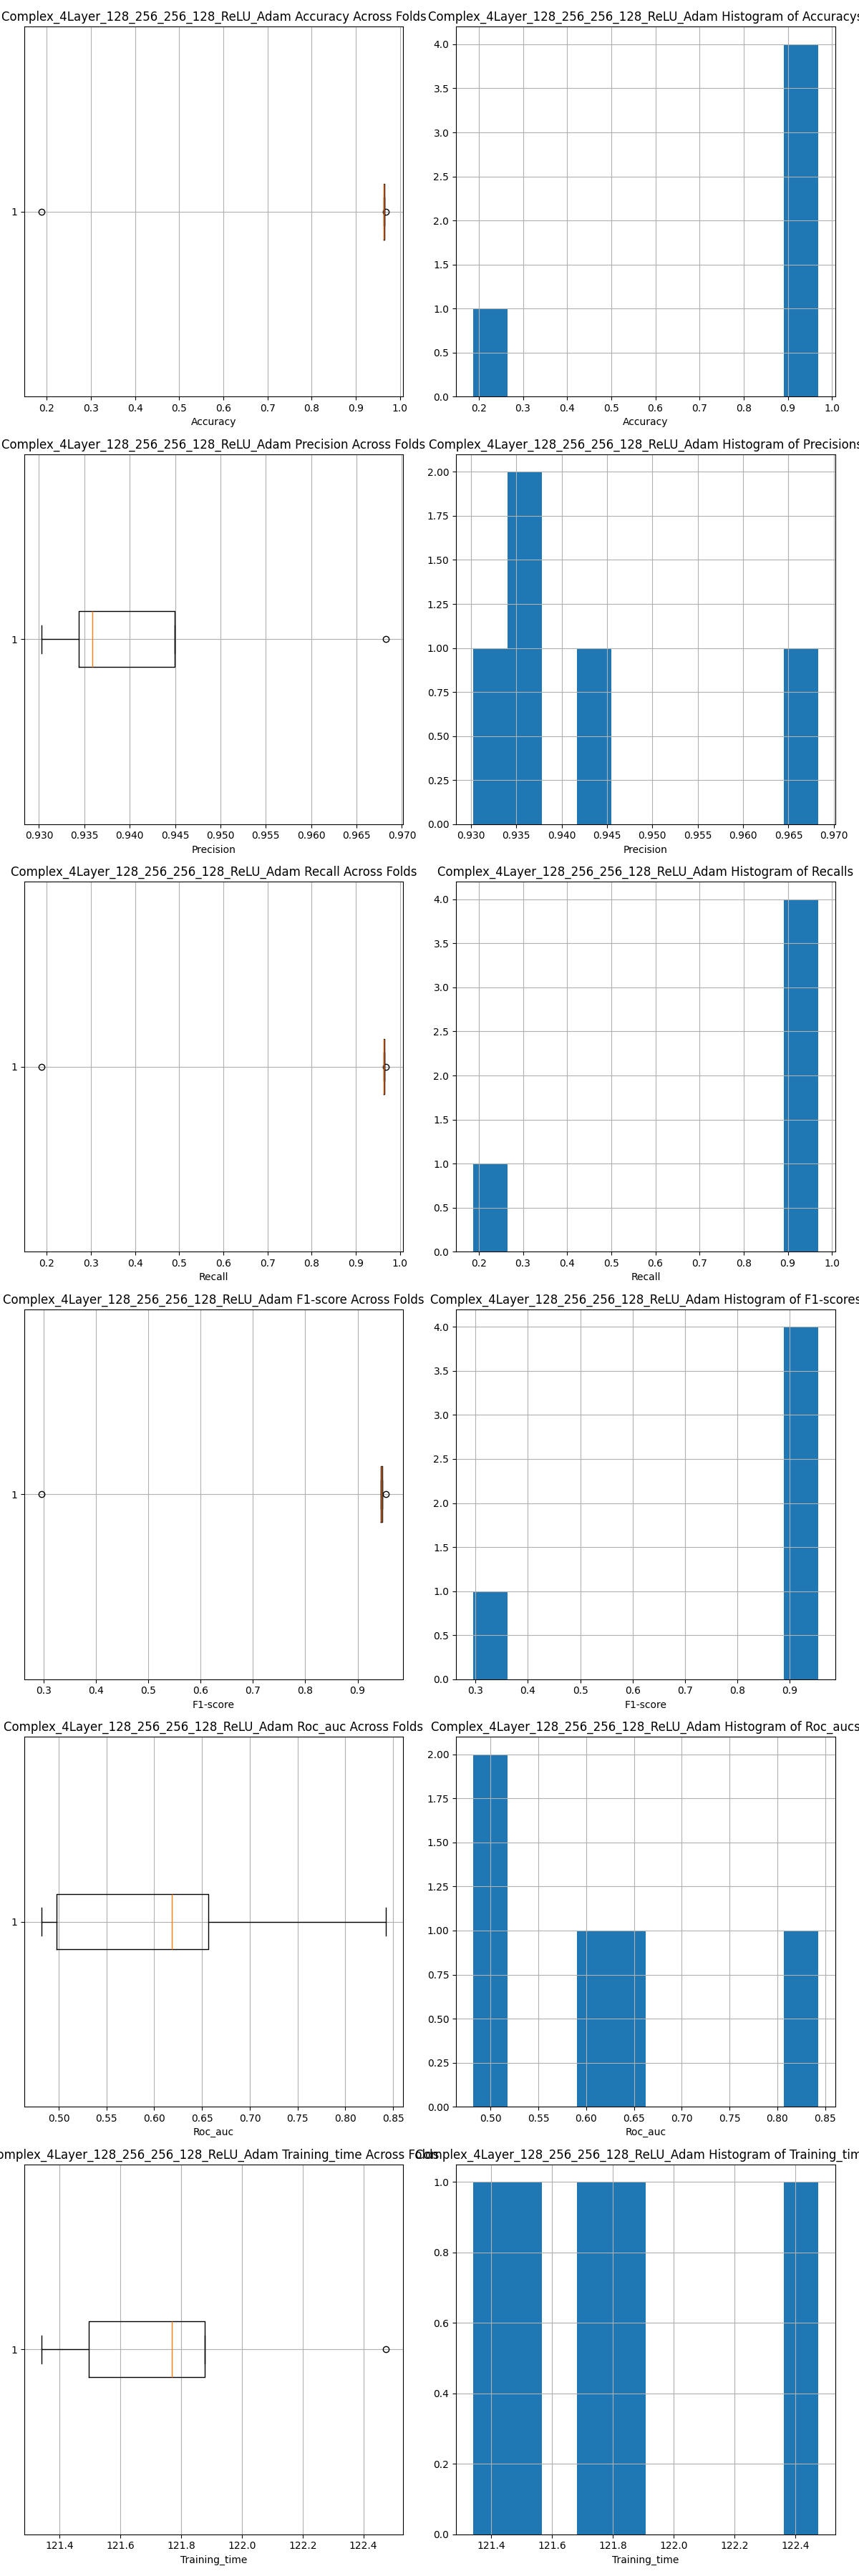 Complex_4Layer_128_256_256_128_ReLU_Adam Accuracy Across Folds
1
0.2 0.3 0.4 0.5 0.6 0.7 0.8 0.9 1.0
Accuracy
Complex_4Layer_128_256_256_128_ReLU_Adam Histogram of Accuracys
4.0
3.5
3.0
2.5
2.0
1.5
1.0
0.5
0.0
0.2 0.3 0.4 0.5 0.6 0.7 0.8 0.9 1.0
Accuracy
Complex_4Layer_128_256_256_128_ReLU_Adam Precision Across Folds
1
0.930 0.935 0.940 0.945 0.950 0.955 0.960 0.965 0.970
Precision
Complex_4Layer_128_256_256_128_ReLU_Adam Histogram of Precisions
2.00
1.75
1.50
1.25
1.00
0.75
0.50
0.25
0.00
0.930 0.935 0.940 0.945 0.950 0.955 0.960 0.965 0.970
Precision
Complex_4Layer_128_256_256_128_ReLU_Adam Recall Across Folds
1
0.2 0.3 0.4 0.5 0.6 0.7 0.8 0.9 1.0
Recall
Complex_4Layer_128_256_256_128_ReLU_Adam Histogram of Recalls
4.0
3.5
3.0
2.5
2.0
1.5
1.0
0.5
0.0
0.2 0.3 0.4 0.5 0.6 0.7 0.8 0.9 1.0
Recall
Complex_4Layer_128_256_256_128_ReLU_Adam F1-score Across Folds
1
0.3 0.4 0.5 0.6 0.7 0.8 0.9
F1-score
Complex_4Layer_128_256_256_128_ReLU_Adam Histogram of F1-scores
4.0
3.5
3.0
2.5
2.0
1.5
1.0
0.5
0.0
0.3 0.4 0.5 0.6 0.7 0.8 0.9
F1-score
Complex_4Layer_128_256_256_128_ReLU_Adam Roc_auc Across Folds
1
0.50 0.55 0.60 0.65 0.70 0.75 0.80 0.85
Roc_auc
Complex_4Layer_128_256_256_128_ReLU_Adam Histogram of Roc_aucs
2.00
1.75
1.50
1.25
1.00
0.75
0.50
0.25
0.00
0.50 0.55 0.60 0.65 0.70 0.75 0.80 0.85
Roc_auc
omplex_4Layer_128_256_256_128_ReLU_Adam Training_time Across Folds
1
121.4 121.6 121.8 122.0 122.2 122.4
Training_time
Complex_4Layer_128_256_256_128_ReLU_Adam Histogram of Training_tim
1.0
0.8
0.6
0.4
0.2
0.0
121.4 121.6 121.8 122.0 122.2 122.4
Training_time